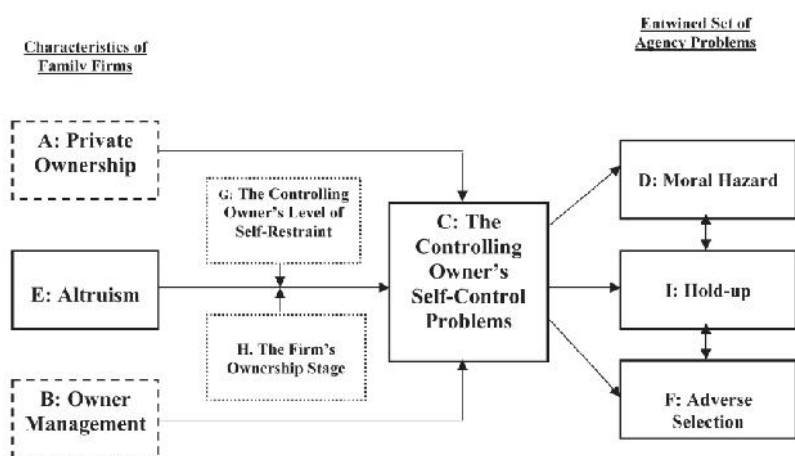 Characteristics of
Family Firms
Entwined Set of
Agency Problems
A: Private
Ownership
G: The Controlling
Owner's Level of
Self-Restraint
E: Altruism
H. The Firm's
Ownership Stage
B: Owner
Management
C: The
Controlling
Owner's
Self-Control
Problems
D: Moral Hazard
I: Hold-up
F: Adverse
Selection